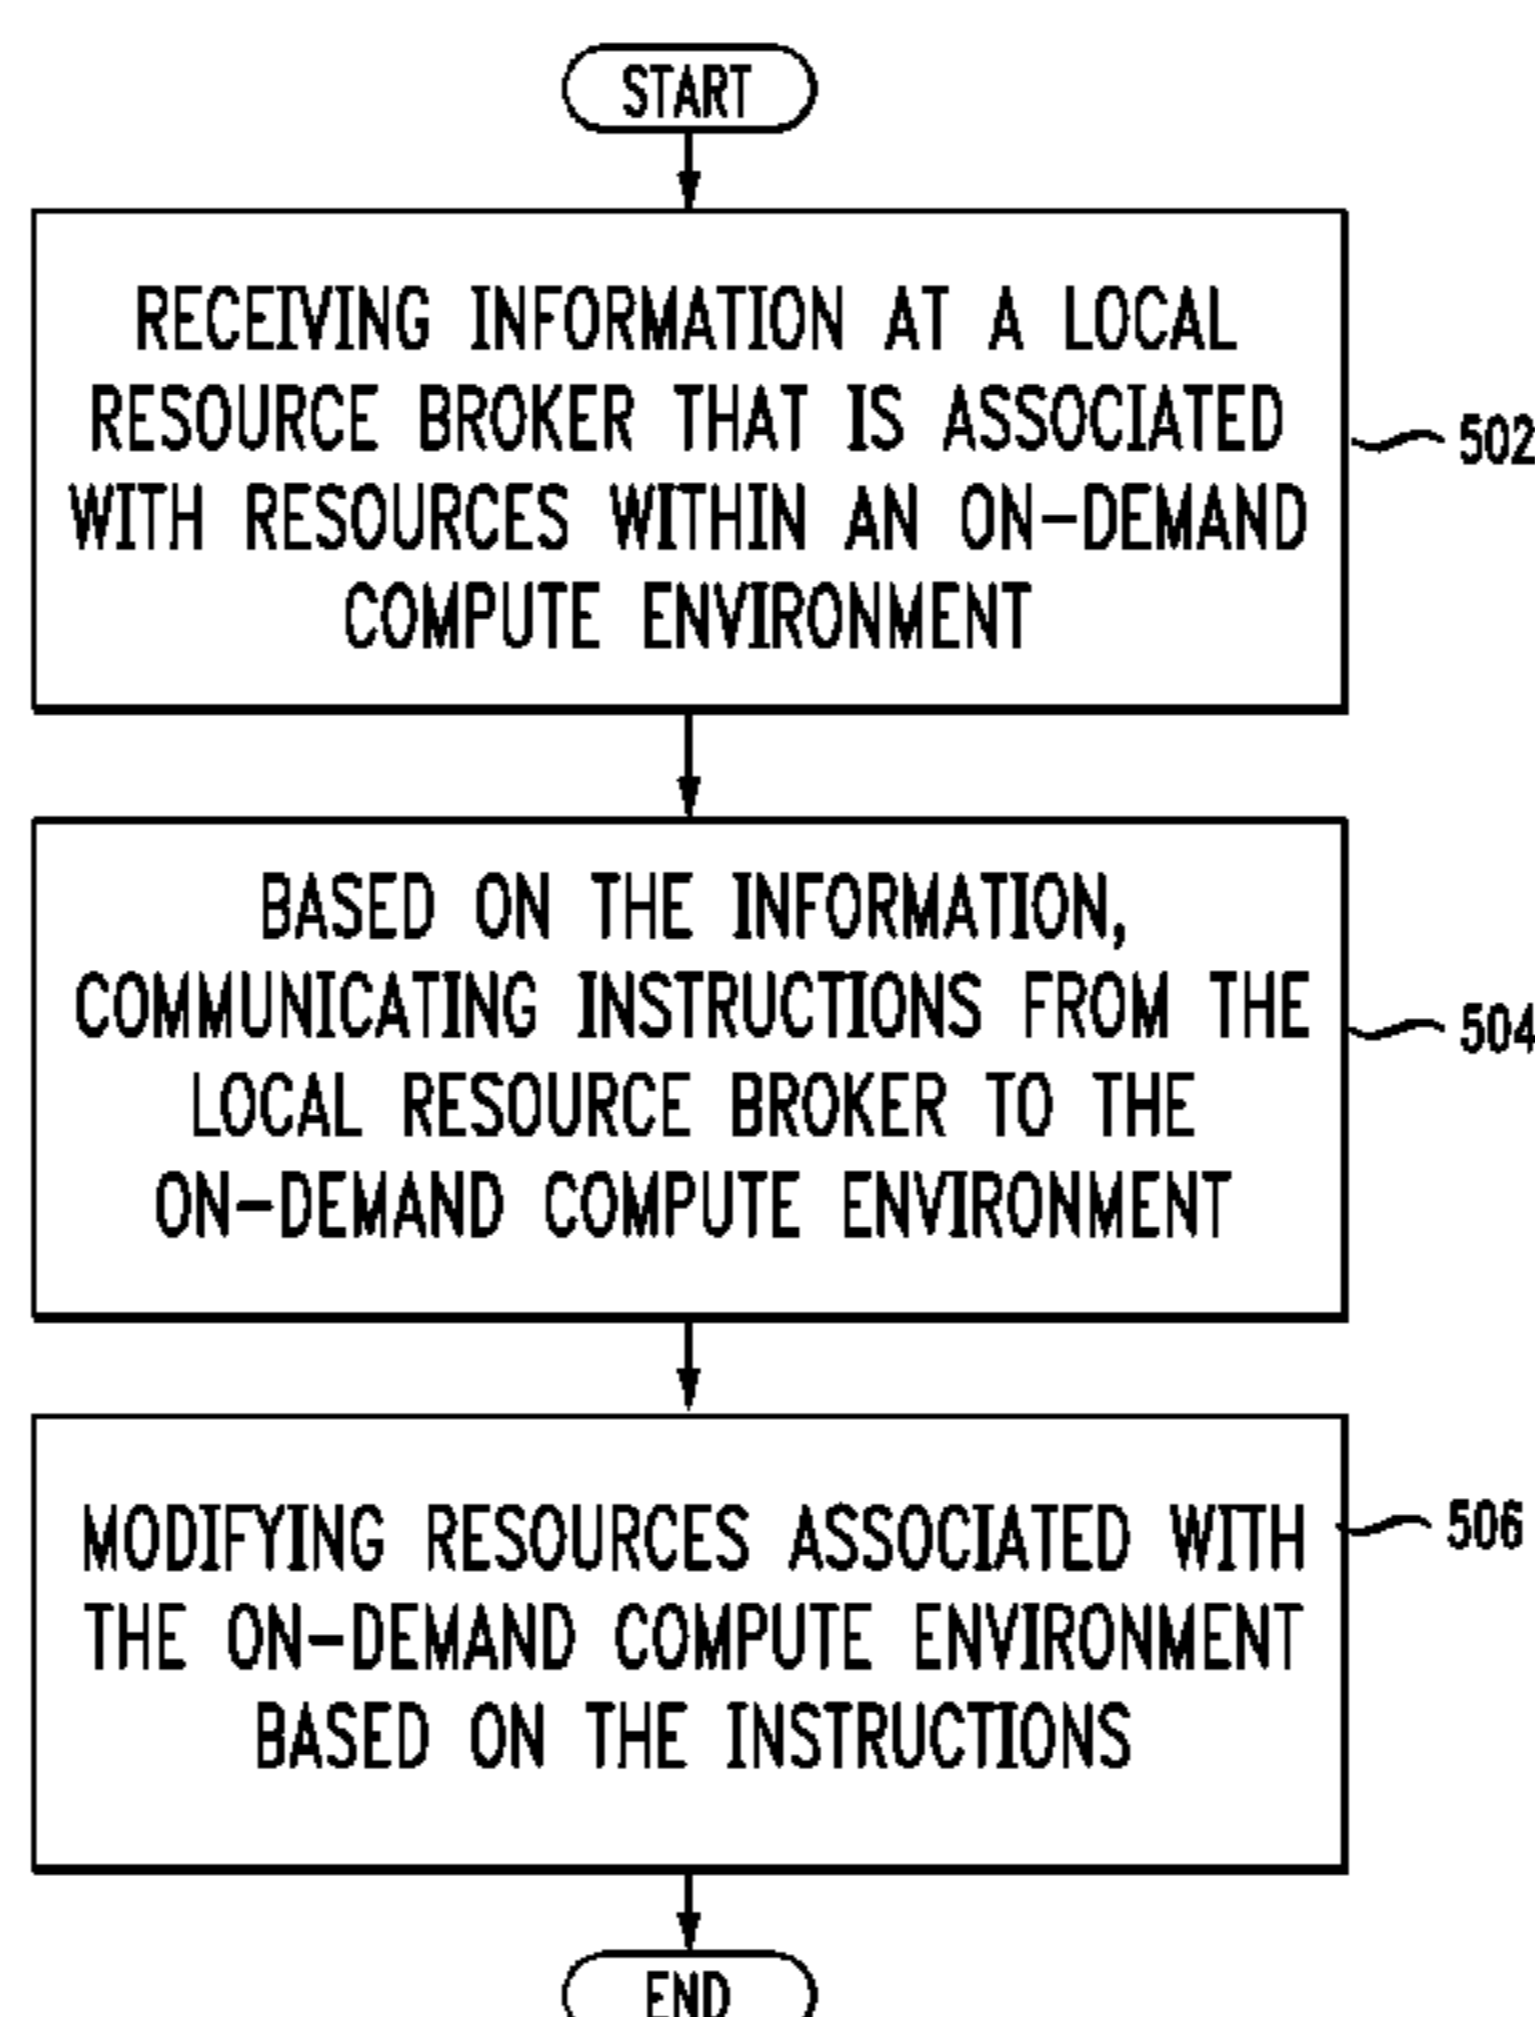 START
RECEIVING INFORMATION AT A LOCAL
RESOURCE BROKER THAT IS ASSOCIATED
WITH RESOURCES WITHIN AN ON-DEMAND
COMPUTE ENVIRONMENT
502
BASED ON THE INFORMATION,
COMMUNICATING INSTRUCTIONS FROM THE
LOCAL RESOURCE BROKER TO THE
ON-DEMAND COMPUTE ENVIRONMENT
504
MODIFYING RESOURCES ASSOCIATED WITH
THE ON-DEMAND COMPUTE ENVIRONMENT
BASED ON THE INSTRUCTIONS
506
END